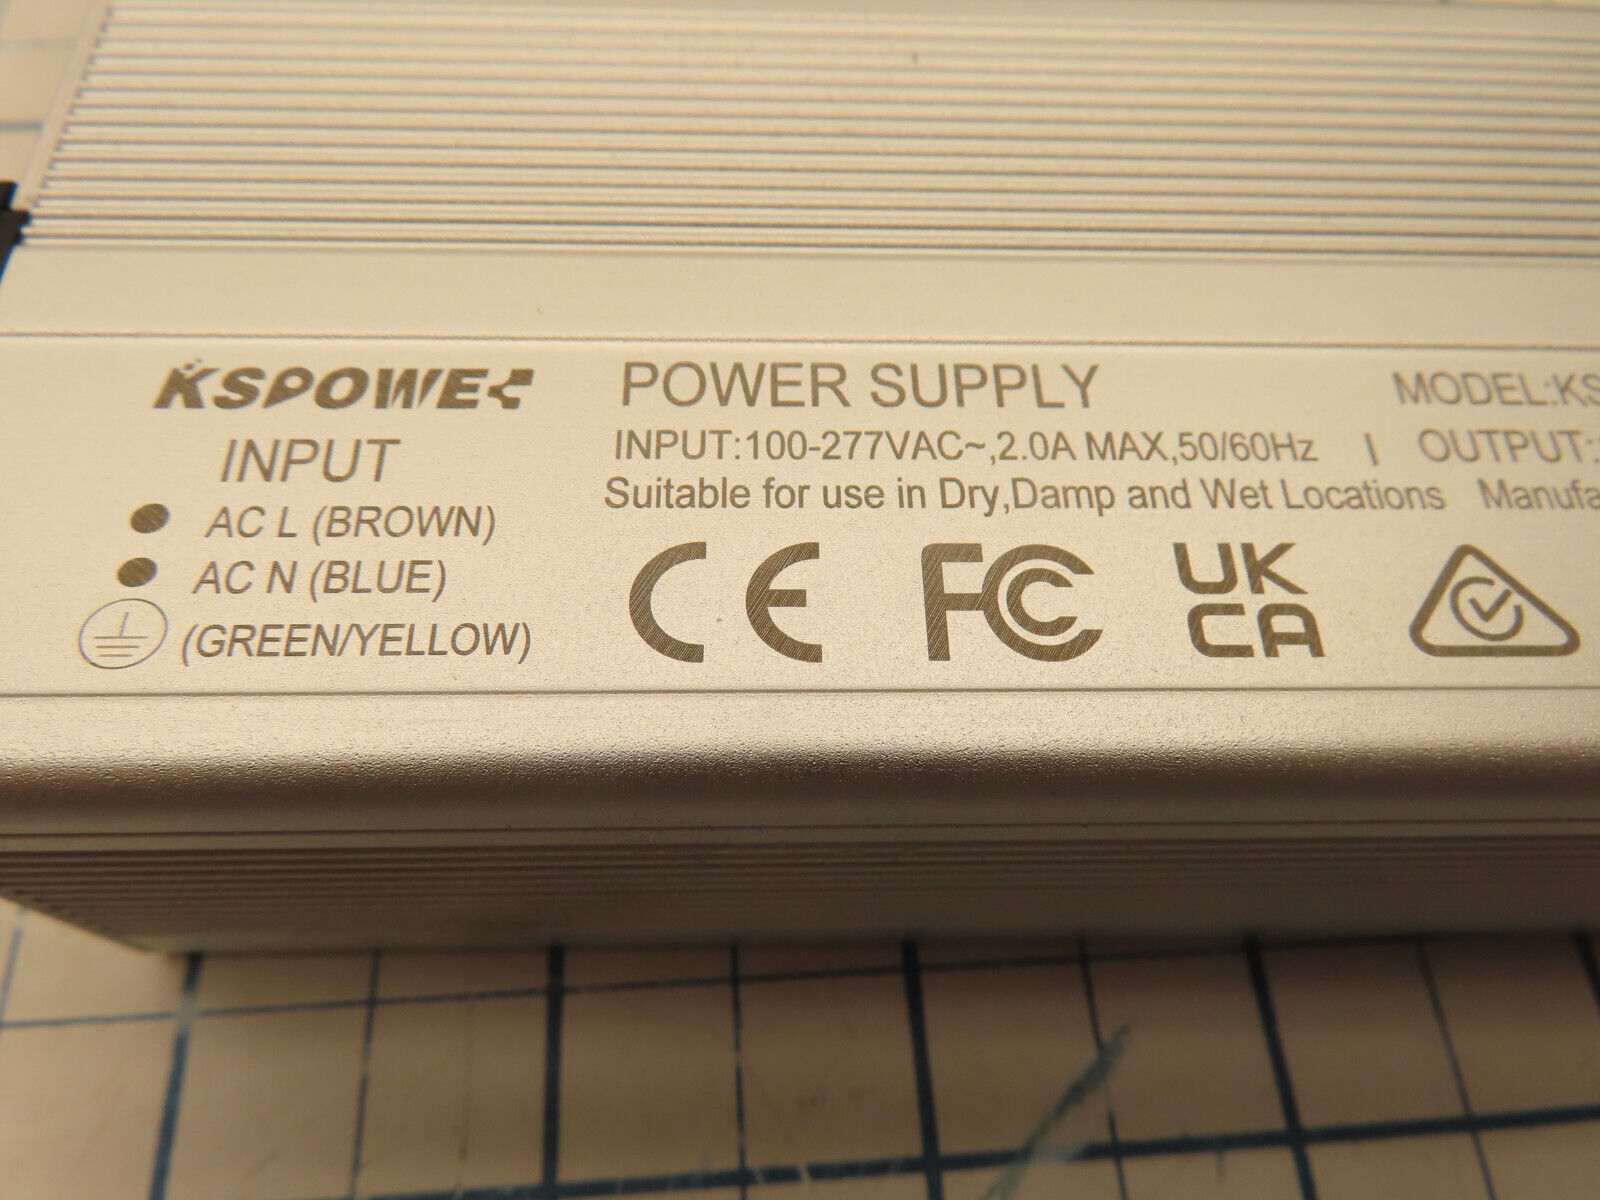 KSPOWER
INPUT
AC L (BROWN)
AC N (BLUE)
(GREEN/YELLOW)
POWER SUPPLY MODEL:KS
INPUT:100-277VAC~,2.0A MAX,50/60Hz | OUTPUT:
Suitable for use in Dry,Damp and Wet Locations Manufa
CE FC UK
CA